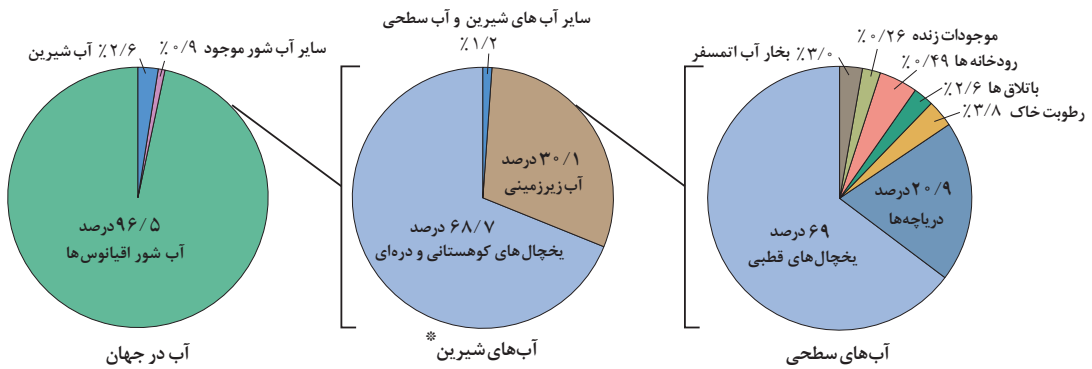 موجودات زنده ٪۰/۲۶
رودخانه‌ها ٪۰/۴۹
باتلاق‌ها ٪۲/۶
رطوبت خاک ٪۳/۸
بخار آب اتمسفر ٪۳/۰
۲۰/۹ درصد
دریاچه‌ها
۶۹ درصد
یخچال‌های قطبی
آب‌های سطحی
سایر آب‌های شیرین و آب سطحی
٪۱/۲
۳۰/۱ درصد
آب زیرزمینی
۶۸/۷ درصد
یخچال‌های کوهستانی و دره‌ای
آب‌های شیرین*
سایر آب شور موجود ٪۰/۹
٪۲/۶ آب شیرین
۹۶/۵ درصد
آب شور اقیانوس‌ها
آب در جهان